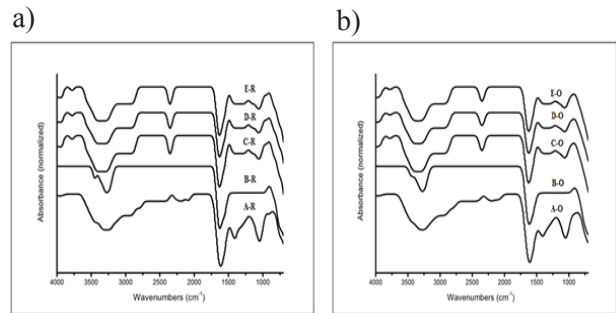 a)
b)
Absorbance (normalized)
E-R
D-R
C-R
B-R
A-R
4000 3500 3000 2500 2000 1500 1000
Wavenumbers (cm⁻¹)
Absorbance (normalized)
E-O
D-O
C-O
B-O
A-O
4000 3500 3000 2500 2000 1500 1000
Wavenumbers (cm⁻¹)